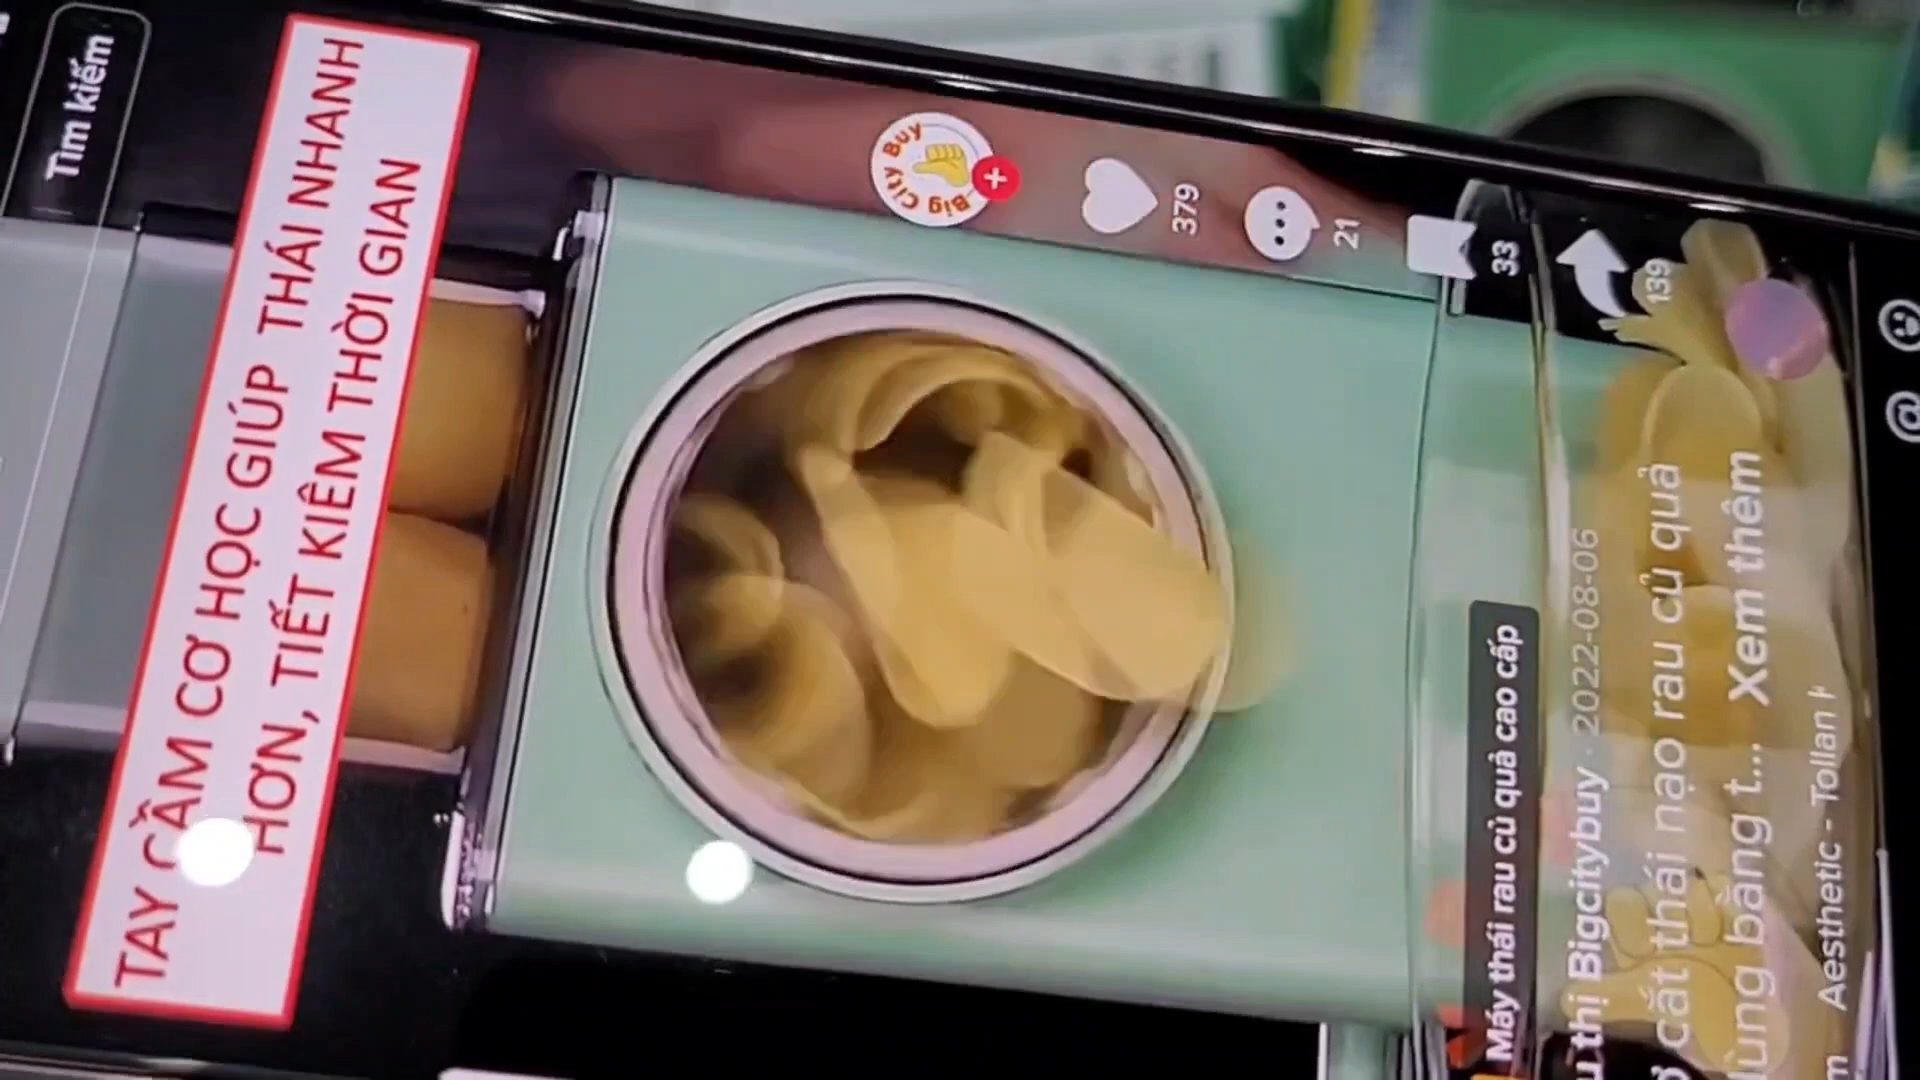 Tìm kiếm
TAY CẦM CƠ HỌC GIÚP THÁI NHANH
HƠN, TIẾT KIÊM THỜI GIAN
Big City Buy
379
21
33
139
Máy thái rau củ quả cao cấp
thị Bigcitybuy · 2022-08-06
cắt thái nạo rau củ quả
bằng t... Xem thêm
Aesthetic - Tollan
@